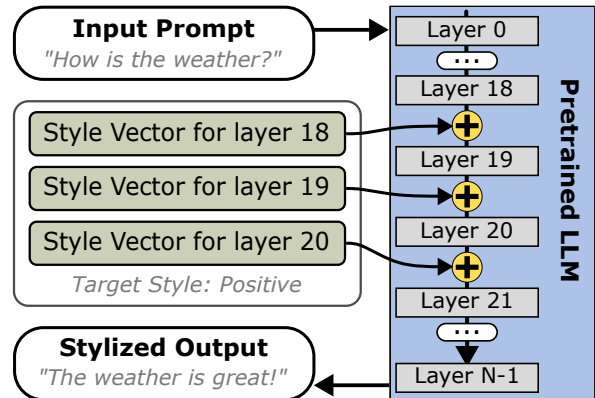 Input Prompt
"How is the weather?"
Layer 0
...
Layer 18
Style Vector for layer 18
Layer 19
Style Vector for layer 19
Layer 20
Style Vector for layer 20
Target Style: Positive
Layer 21
...
Stylized Output
"The weather is great!"
Layer N-1
Pretrained LLM